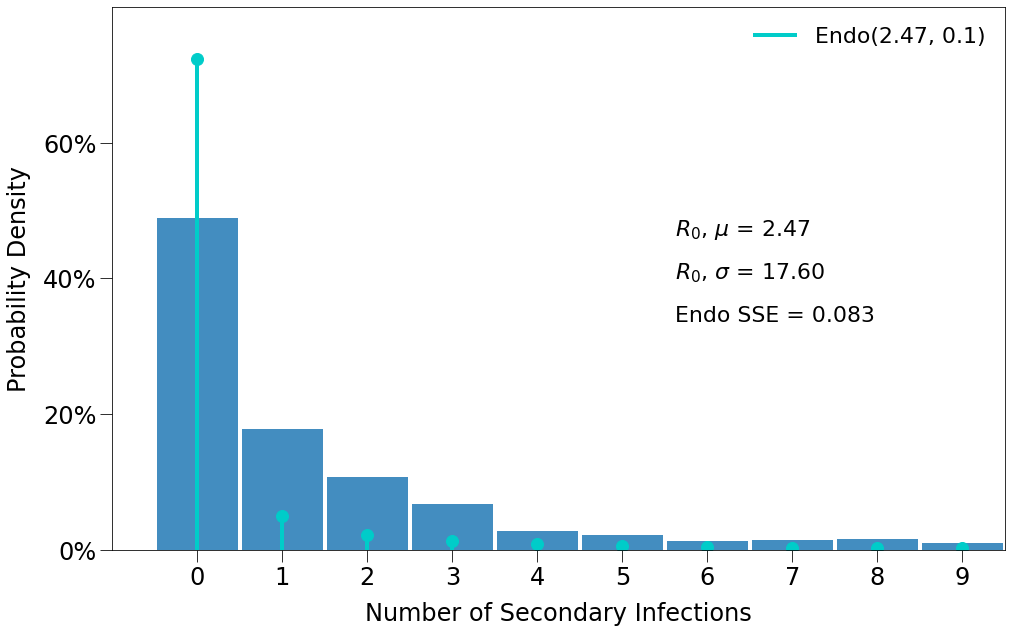 Endo(2.47, 0.1)
60%
40%
20%
0%
Probability Density
R₀, μ = 2.47
R₀, σ = 17.60
Endo SSE = 0.083
0 1 2 3 4 5 6 7 8 9
Number of Secondary Infections